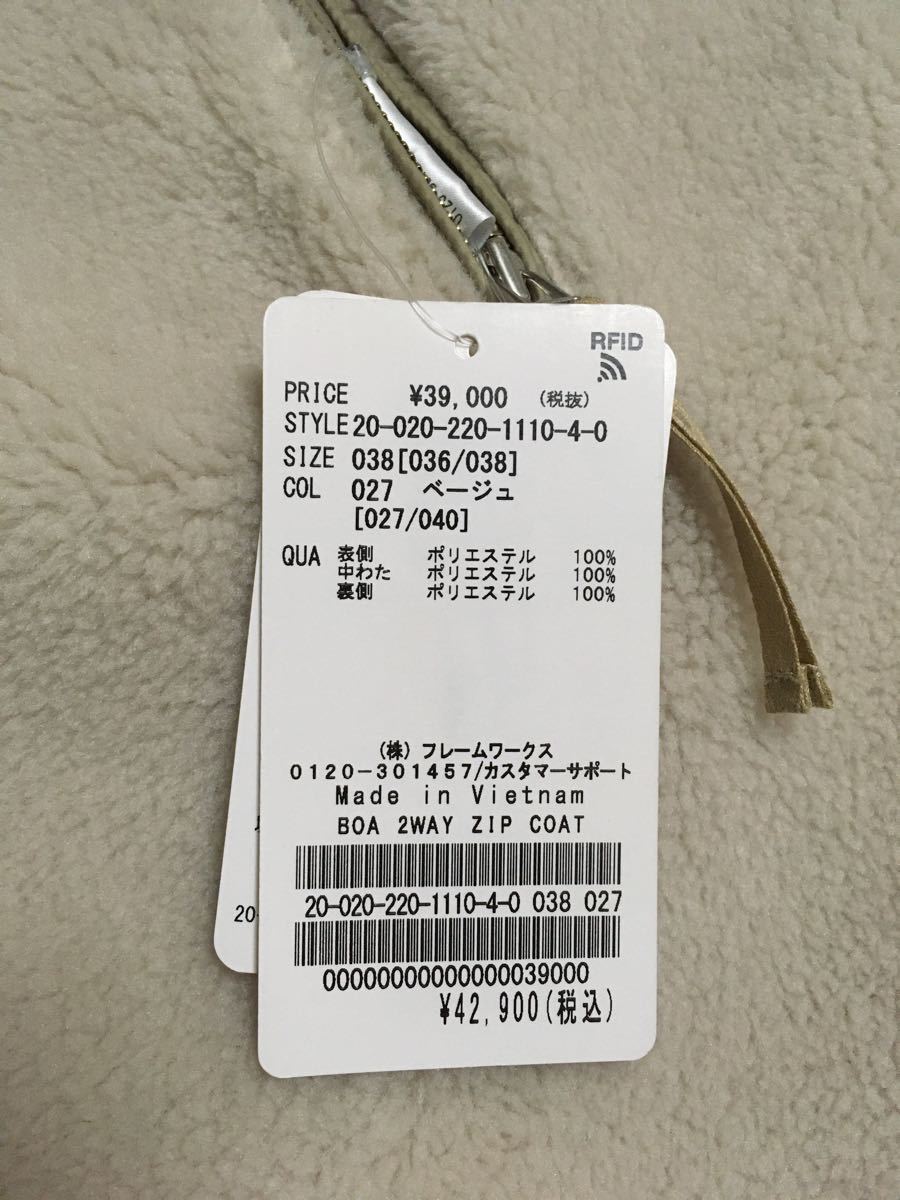 RFID
PRICE ¥39,000 (税抜)
STYLE 20-020-220-1110-4-0
SIZE 038[036/038]
COL 027 ベージュ
[027/040]
QUA 表側 ポリエステル 100%
中わた ポリエステル 100%
裏側 ポリエステル 100%
(株) フレームワークス
0120-301457/カスタマーサポート
Made in Vietnam
BOA 2WAY ZIP COAT
20-020-220-1110-4-0 038 027
00000000000000039000
¥42,900(税込)
20-